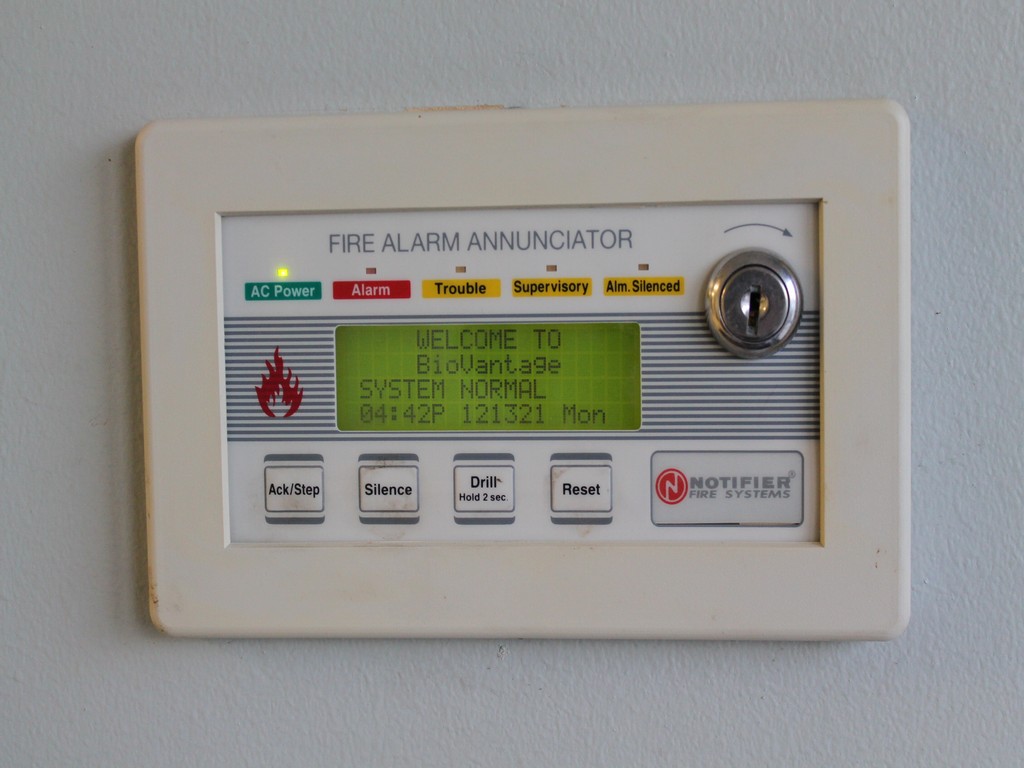 FIRE ALARM ANNUNCIATOR
AC Power Alarm Trouble Supervisory Alm. Silenced
WELCOME TO
BioVantage
SYSTEM NORMAL
04:42P 121321 Mon
Ack/Step Silence Drill Reset
Hold 2 sec.
N NOTIFIER®
FIRE SYSTEMS